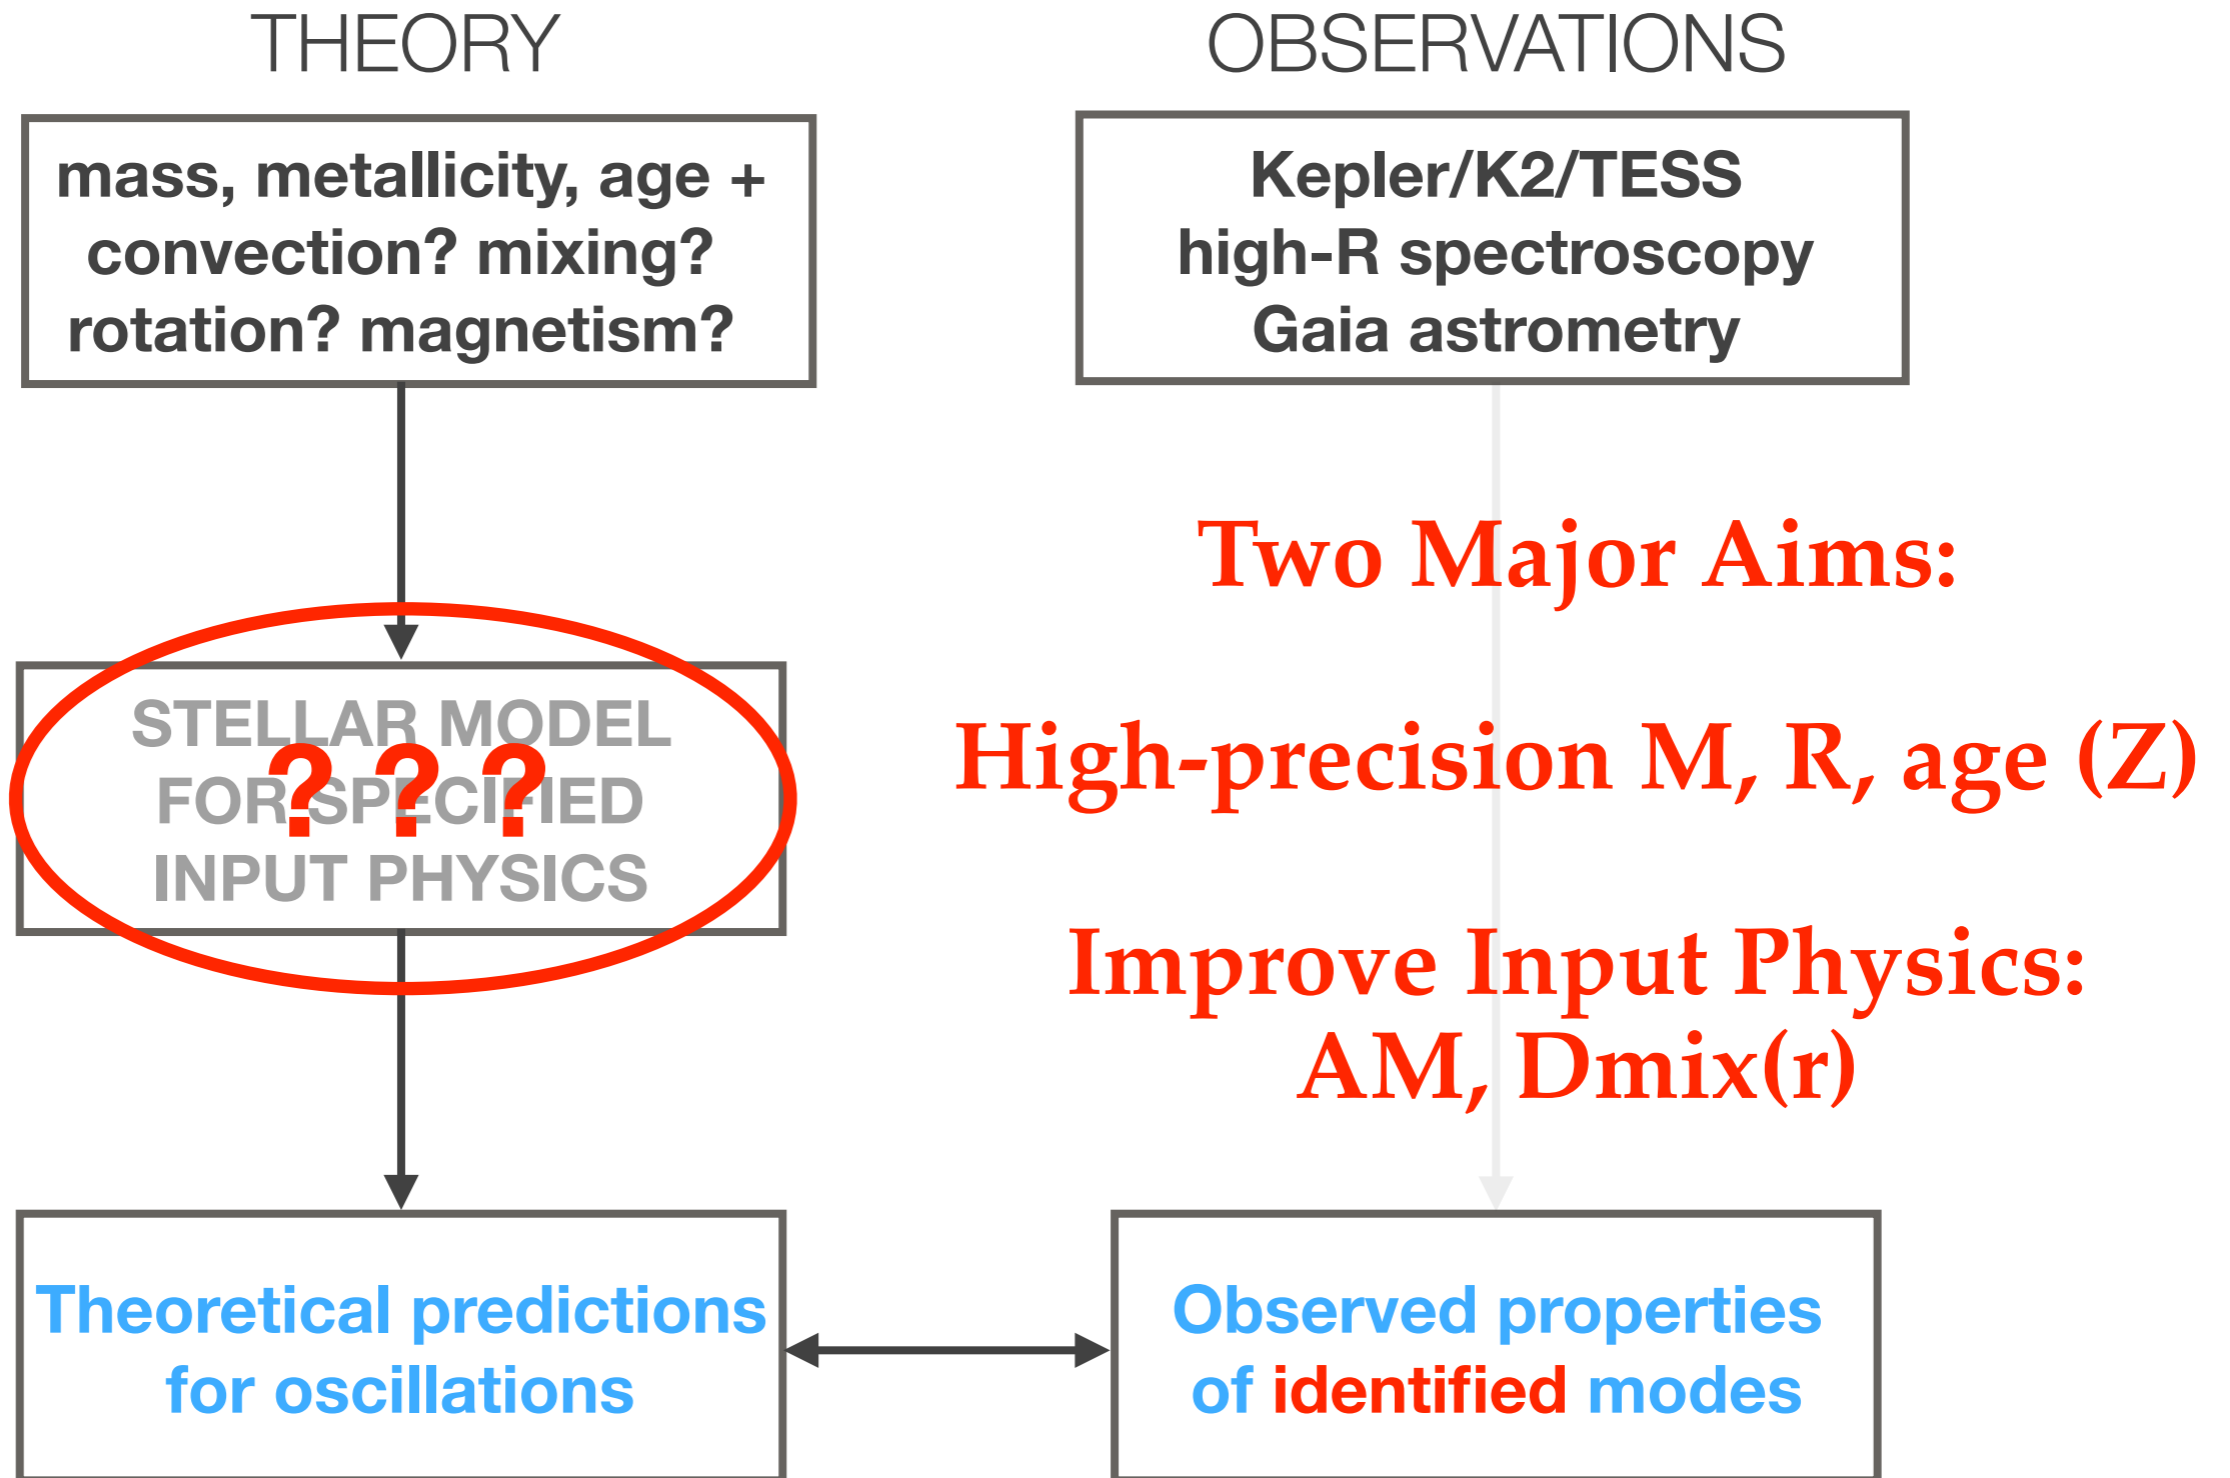 THEORY
mass, metallicity, age +
convection? mixing?
rotation? magnetism?
STELLAR MODEL
FOR SPECIFIED
INPUT PHYSICS
? ? ?
Theoretical predictions
for oscillations
OBSERVATIONS
Kepler/K2/TESS
high-R spectroscopy
Gaia astrometry
Two Major Aims:
High-precision M, R, age (Z)
Improve Input Physics:
AM, Dmix(r)
Observed properties
of identified modes